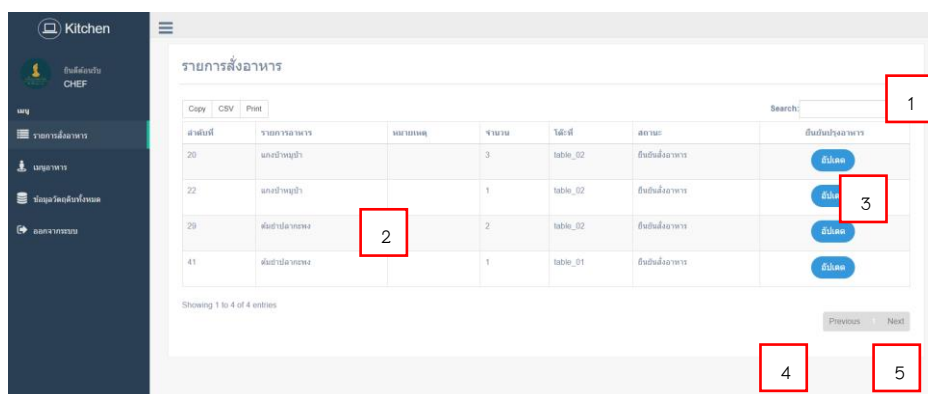 Kitchen
ยินดีต้อนรับ
CHEF
เมนู
รายการสั่งอาหาร
เมนูอาหาร
ข้อมูลวัตถุดิบทั้งหมด
ออกจากระบบ
รายการสั่งอาหาร
Copy CSV Print Search: 1
ลำดับที่ รายการอาหาร หมายเหตุ จำนวน โต๊ะที่ สถานะ ยืนยันปรุงอาหาร
20 แกงป่าหมูป่า 3 table_02 ยืนยันสั่งอาหาร อัปเดต
22 แกงป่าหมูป่า 1 table_02 ยืนยันสั่งอาหาร อัปเดต 3
29 ต้มยำปลากะพง 2 2 table_02 ยืนยันสั่งอาหาร อัปเดต
41 ต้มยำปลากะพง 1 table_01 ยืนยันสั่งอาหาร อัปเดต
Showing 1 to 4 of 4 entries
Previous 1 Next
4 5